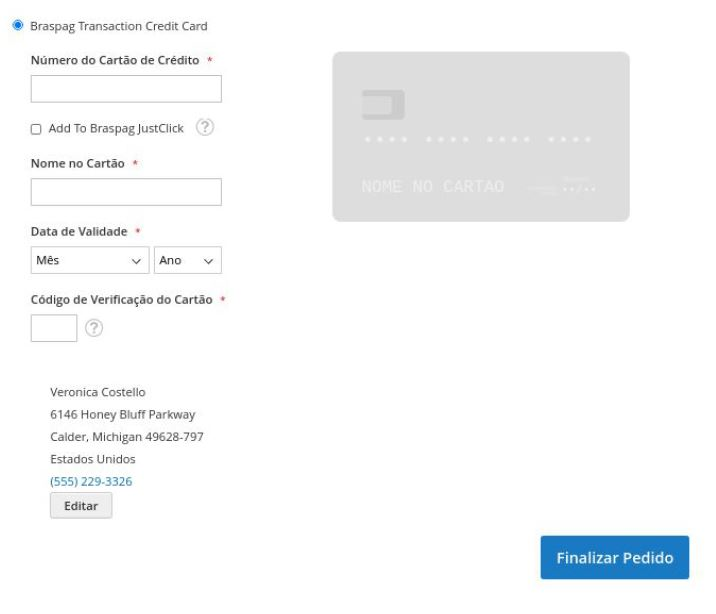 Braspag Transaction Credit Card
Número do Cartão de Crédito *
Add To Braspag JustClick ?
Nome no Cartão *
Data de Validade *
Mês Ano
Código de Verificação do Cartão *
?
•••• •••• •••• ••••
NOME NO CARTAO ••/••
Veronica Costello
6146 Honey Bluff Parkway
Calder, Michigan 49628-797
Estados Unidos
(555) 229-3326
Editar
Finalizar Pedido